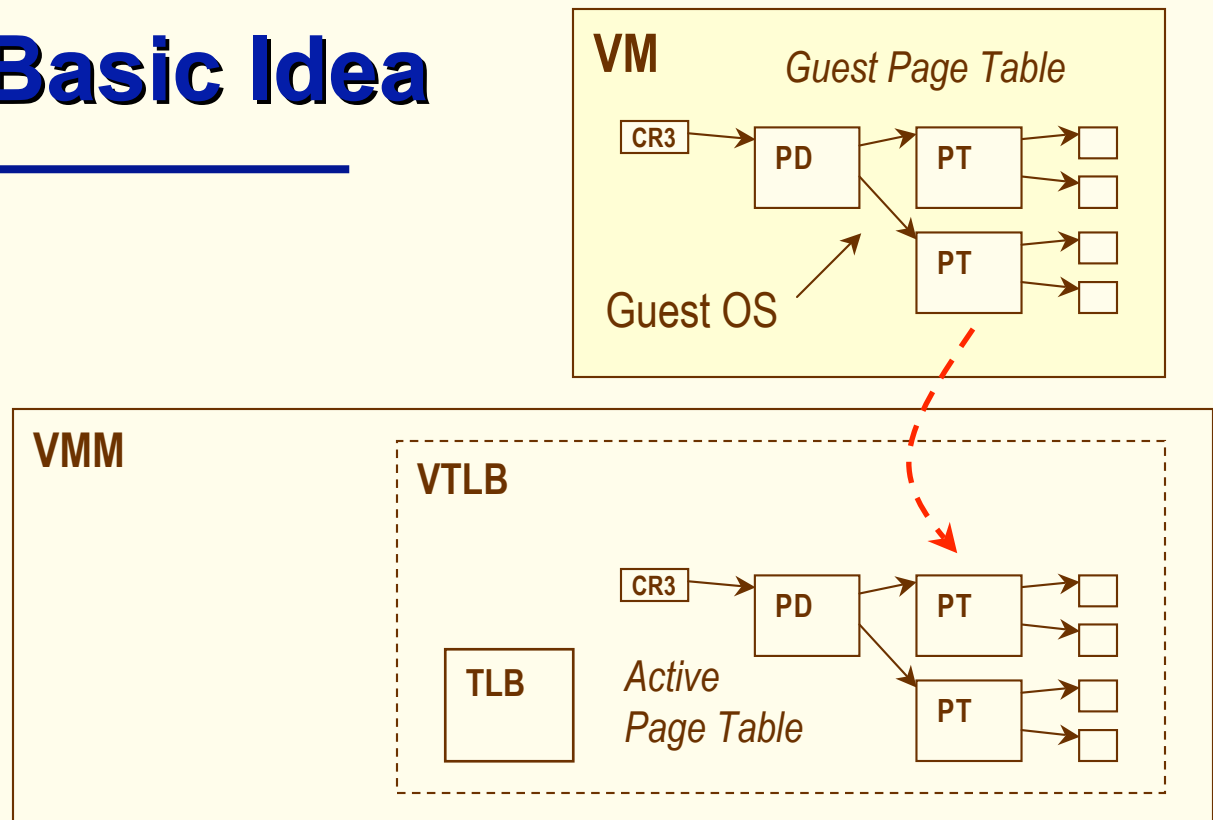 Basic Idea
VM
Guest Page Table
CR3
PD
PT
PT
Guest OS
VMM
VTLB
CR3
PD
PT
TLB
Active
Page Table
PT